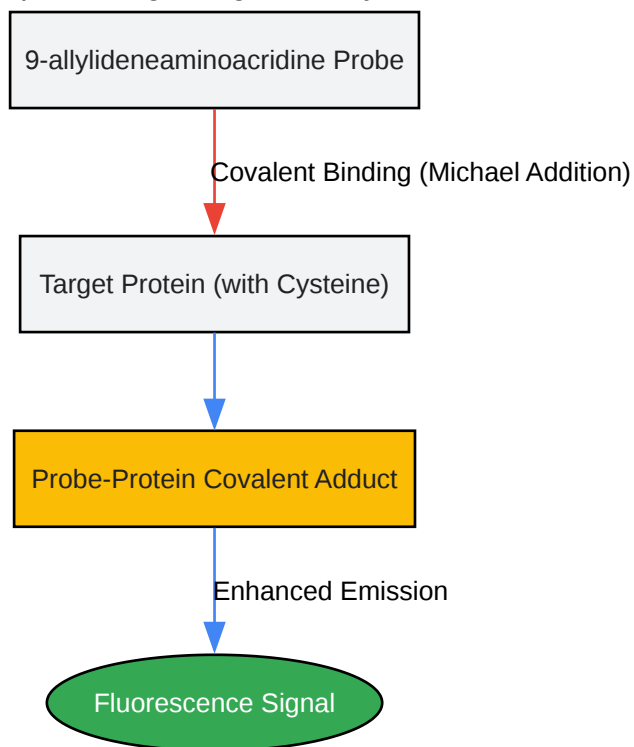 9-allylideneaminoacridine Probe
Covalent Binding (Michael Addition)
Target Protein (with Cysteine)
Probe-Protein Covalent Adduct
Enhanced Emission
Fluorescence Signal